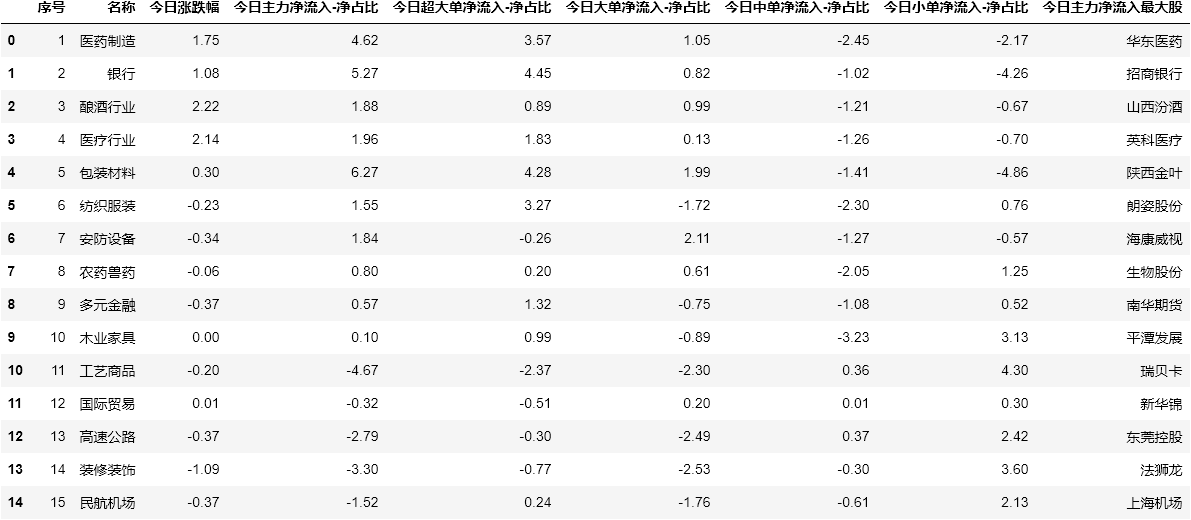 序号 名称 今日涨跌幅 今日主力净流入-净占比 今日超大单净流入-净占比 今日大单净流入-净占比 今日中单净流入-净占比 今日小单净流入-净占比 今日主力净流入最大股
0 1 医药制造 1.75 4.62 3.57 1.05 -2.45 -2.17 华东医药
1 2 银行 1.08 5.27 4.45 0.82 -1.02 -4.26 招商银行
2 3 酿酒行业 2.22 1.88 0.89 0.99 -1.21 -0.67 山西汾酒
3 4 医疗行业 2.14 1.96 1.83 0.13 -1.26 -0.70 英科医疗
4 5 包装材料 0.30 6.27 4.28 1.99 -1.41 -4.86 陕西金叶
5 6 纺织服装 -0.23 1.55 3.27 -1.72 -2.30 0.76 朗姿股份
6 7 安防设备 -0.34 1.84 -0.26 2.11 -1.27 -0.57 海康威视
7 8 农药兽药 -0.06 0.80 0.20 0.61 -2.05 1.25 生物股份
8 9 多元金融 -0.37 0.57 1.32 -0.75 -1.08 0.52 南华期货
9 10 木业家具 0.00 0.10 0.99 -0.89 -3.23 3.13 平潭发展
10 11 工艺商品 -0.20 -4.67 -2.37 -2.30 0.36 4.30 瑞贝卡
11 12 国际贸易 0.01 -0.32 -0.51 0.20 0.01 0.30 新华锦
12 13 高速公路 -0.37 -2.79 -0.30 -2.49 0.37 2.42 东莞控股
13 14 装修装饰 -1.09 -3.30 -0.77 -2.53 -0.30 3.60 法狮龙
14 15 民航机场 -0.37 -1.52 0.24 -1.76 -0.61 2.13 上海机场